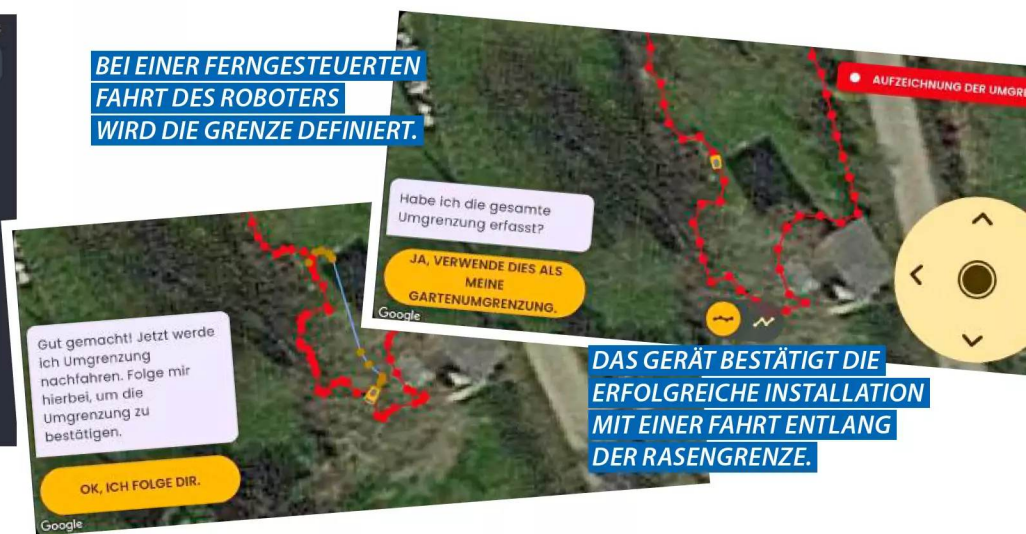 BEI EINER FERNGESTEUERTEN
FAHRT DES ROBOTERS
WIRD DIE GRENZE DEFINIERT.
AUFZEICHNUNG DER
Habe ich die gesamte
Umgrenzung erfasst?
JA, VERWENDE DIES ALS
MEINE
GARTENUMGRENZUNG.
Google
Gut gemacht! Jetzt werde
ich Umgrenzung
nachfahren. Folge mir
hierbei, um die
Umgrenzung zu
bestätigen.
OK, ICH FOLGE DIR.
Google
DAS GERÄT BESTÄTIGT DIE
ERFOLGREICHE INSTALLATION
MIT EINER FAHRT ENTLANG
DER RASENGRENZE.